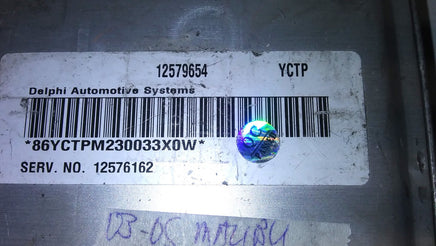 12579654 YCTP
Delphi Automotive Systems
*86YCTPM230033X0W*
SERV. NO. 12576162
03-05 MALIBU